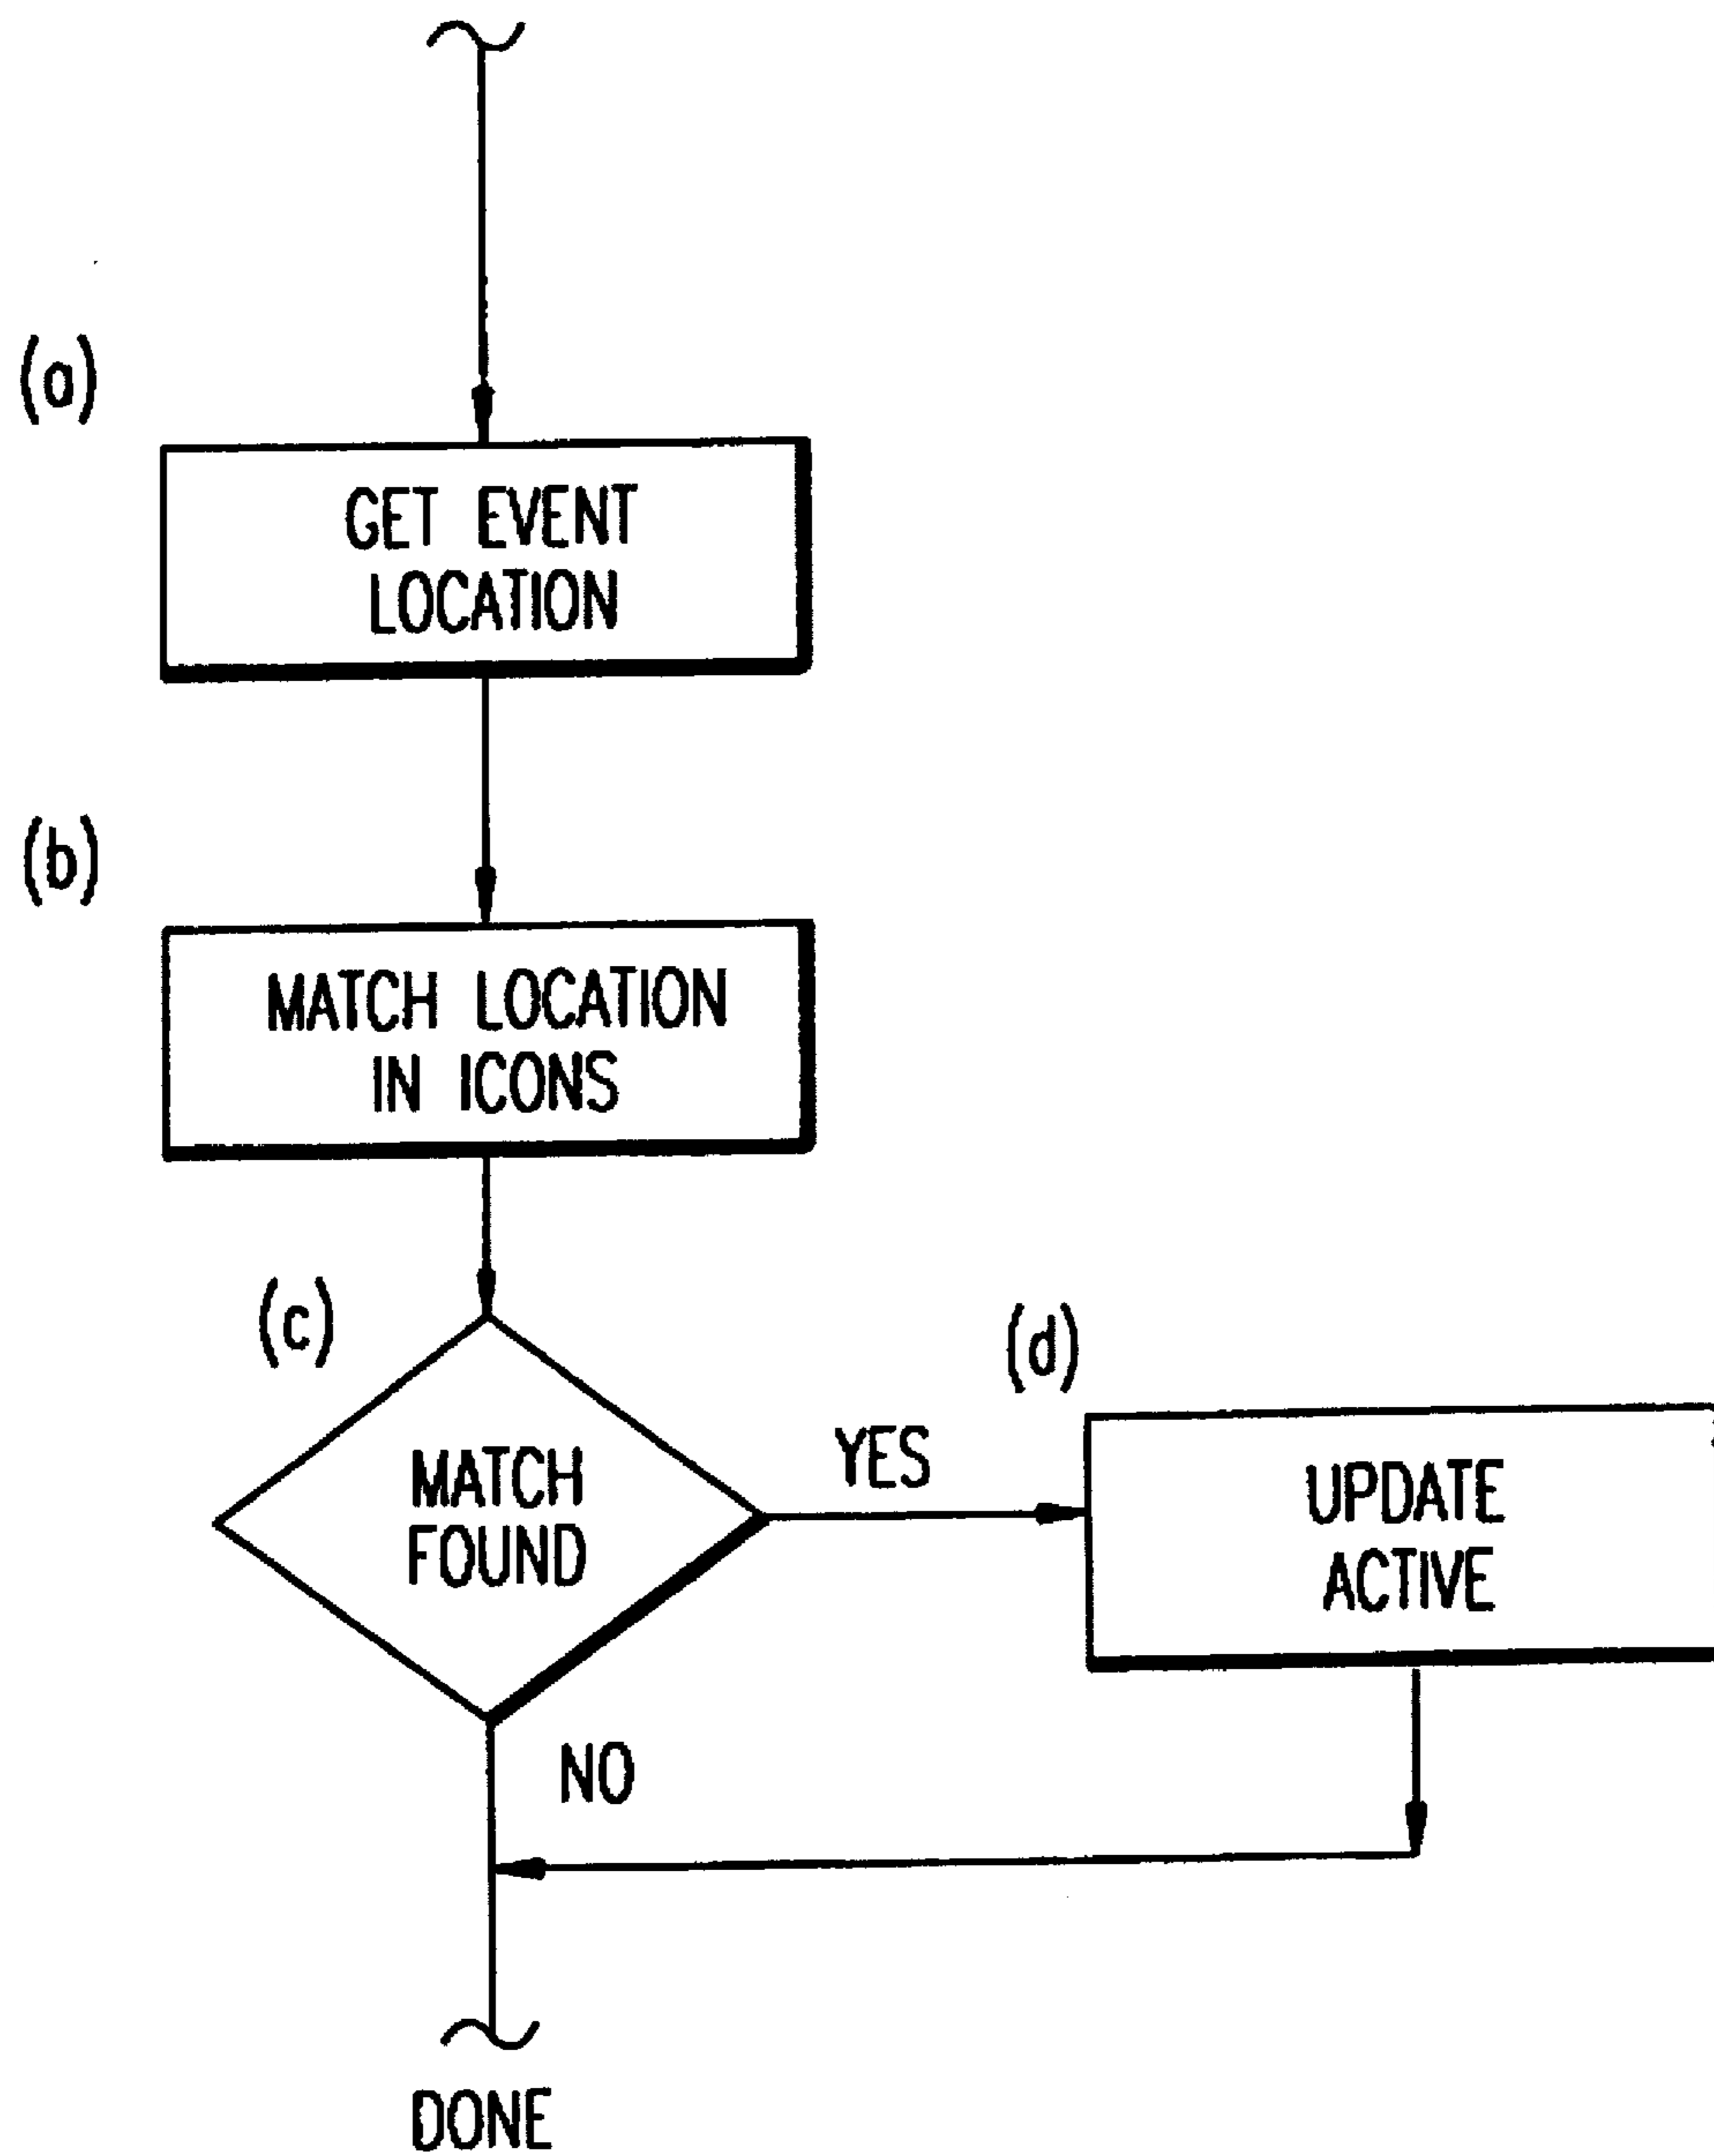 (a)
GET EVENT
LOCATION
(b)
MATCH LOCATION
IN ICONS
(c)
MATCH
FOUND
YES
(d)
UPDATE
ACTIVE
NO
DONE